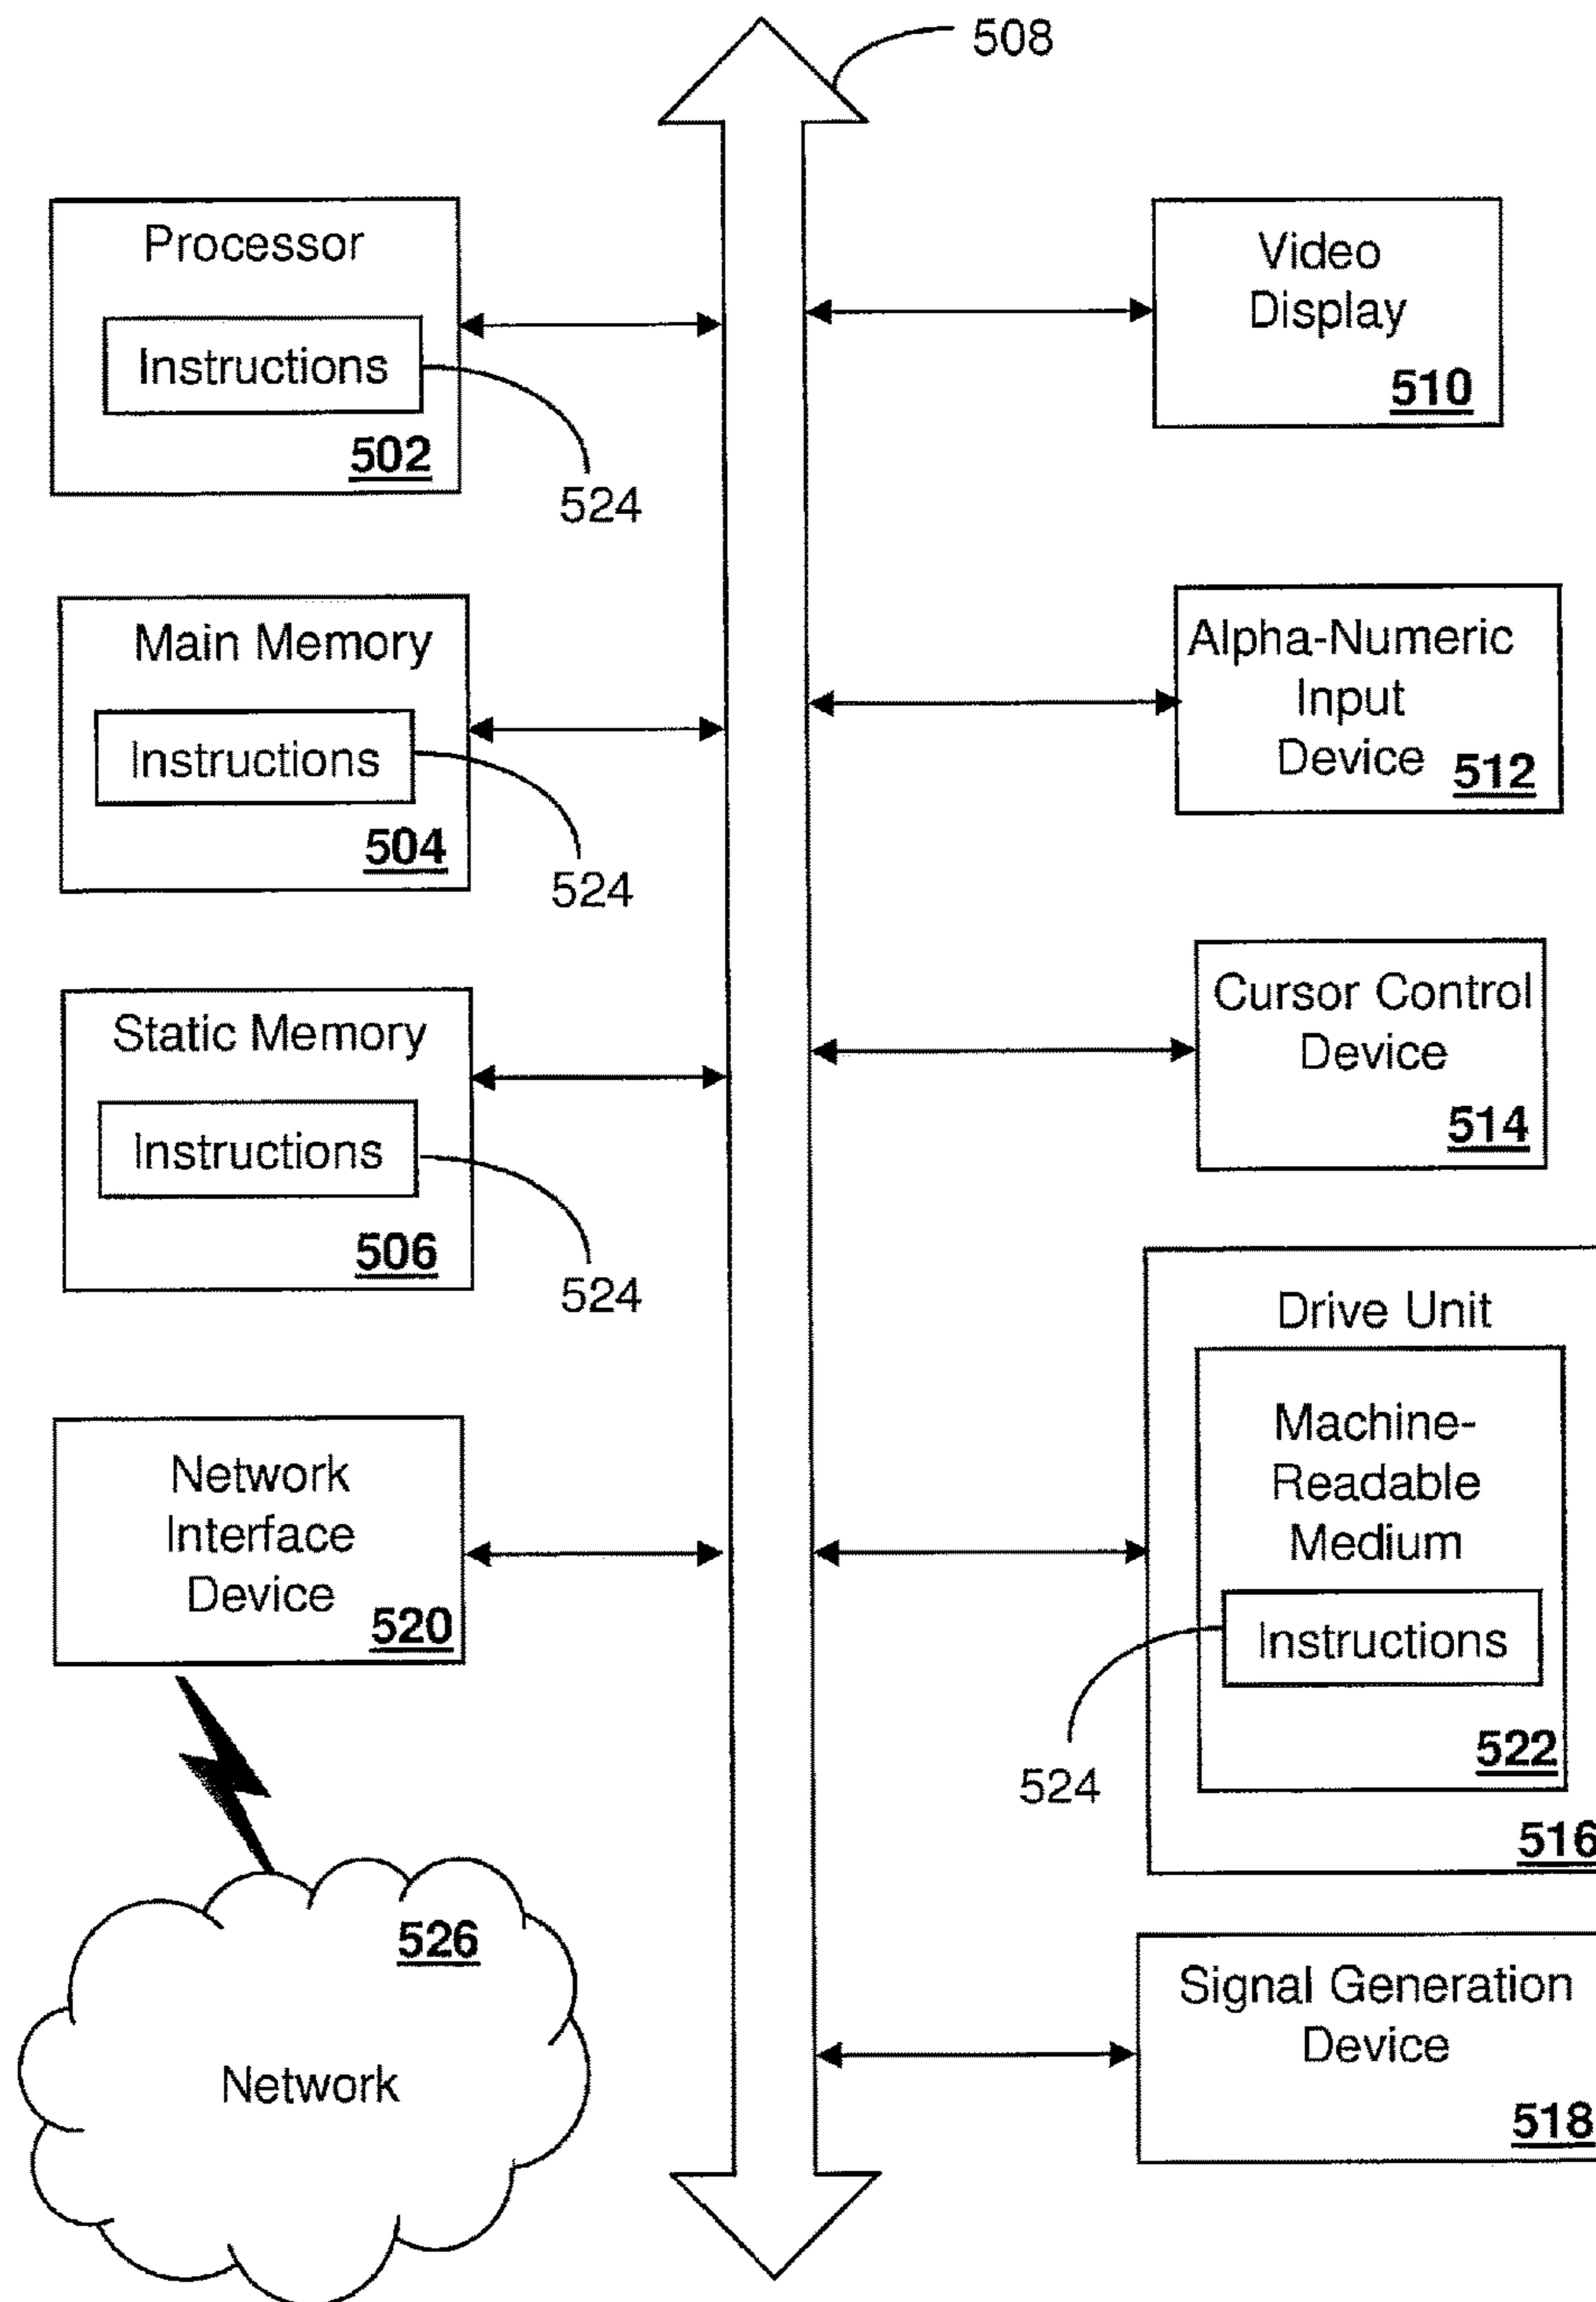 508
Processor
Instructions
502
524
Main Memory
Instructions
504
524
Static Memory
Instructions
506
524
Network
Interface
Device
520
526
Network
Video
Display
510
Alpha-Numeric
Input
Device
512
Cursor Control
Device
514
Drive Unit
Machine-
Readable
Medium
Instructions
524
522
516
Signal Generation
Device
518